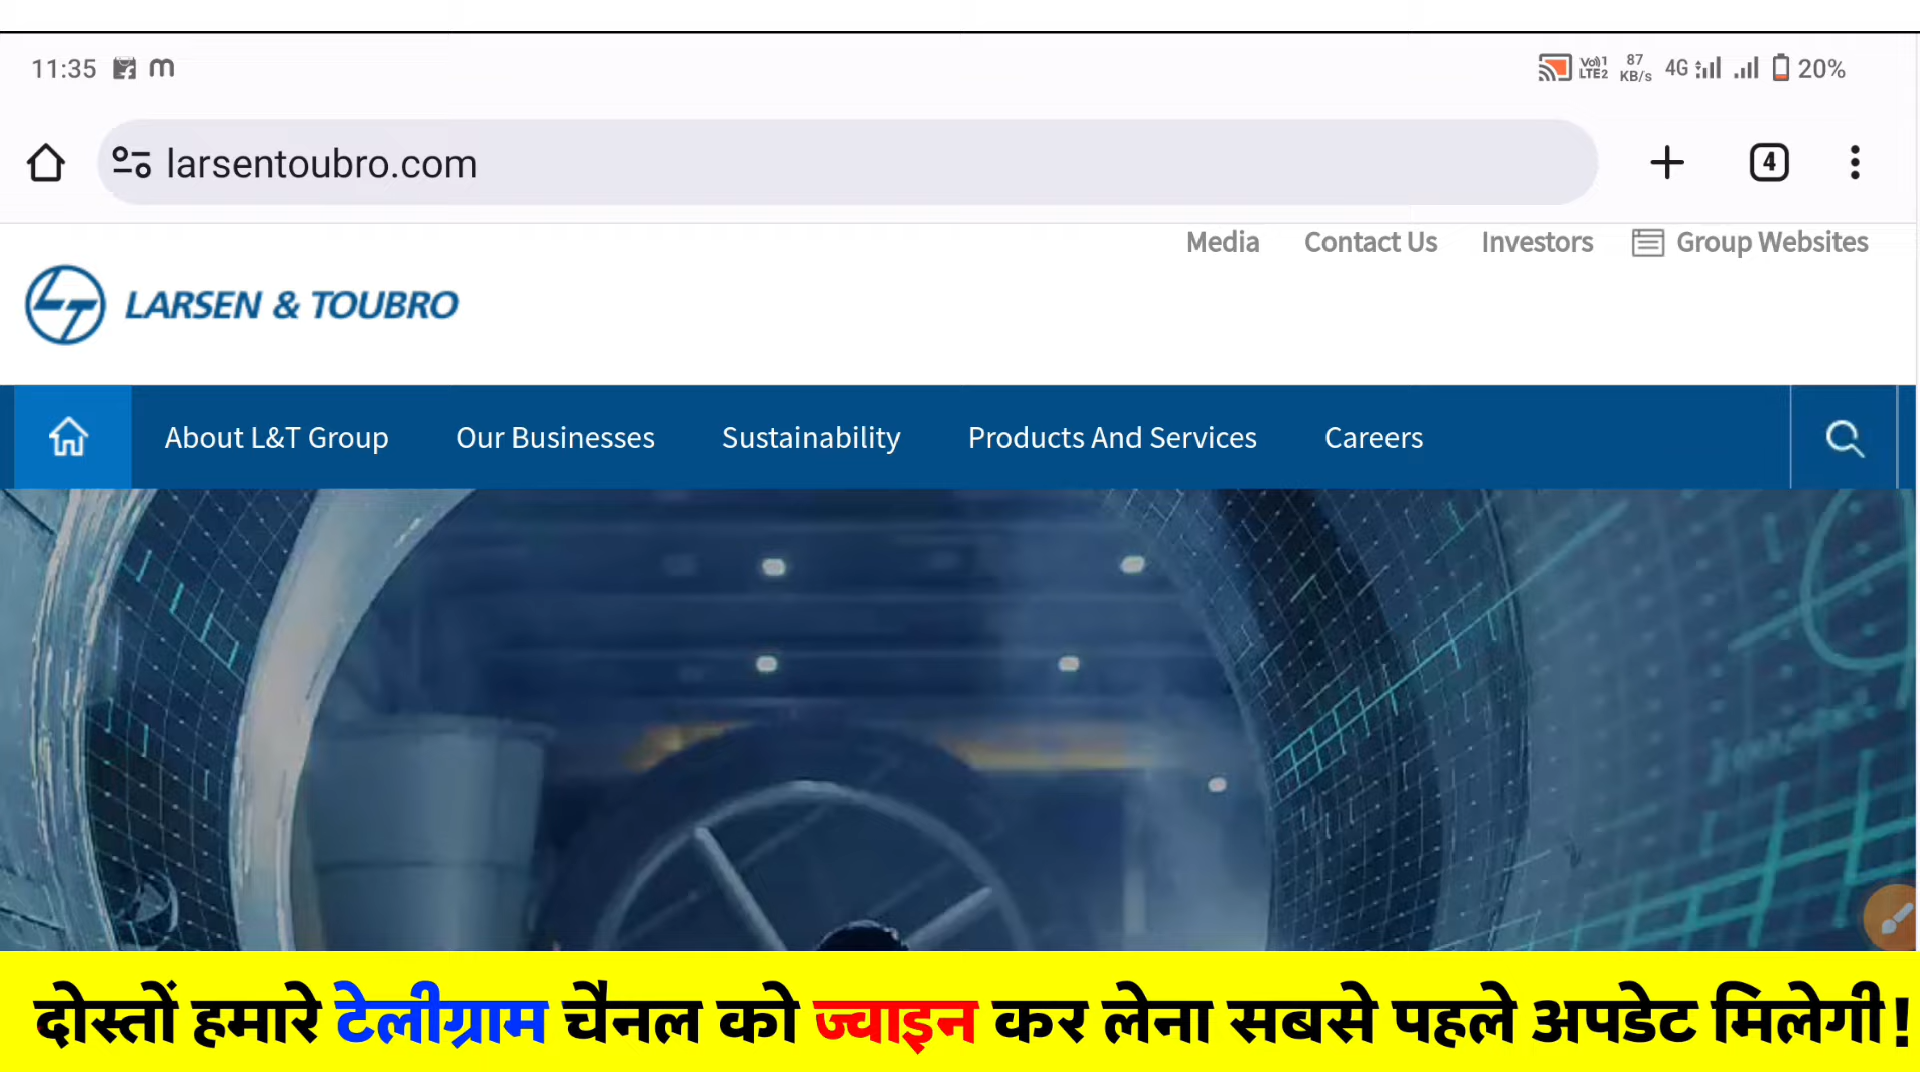 11:35
Vo)) 1 LTE2 87 KB/s 4G 20%
larsentoubro.com
4
Media Contact Us Investors Group Websites
LARSEN & TOUBRO
About L&T Group Our Businesses Sustainability Products And Services Careers
दोस्तों हमारे टेलीग्राम चैनल को ज्वाइन कर लेना सबसे पहले अपडेट मिलेगी!